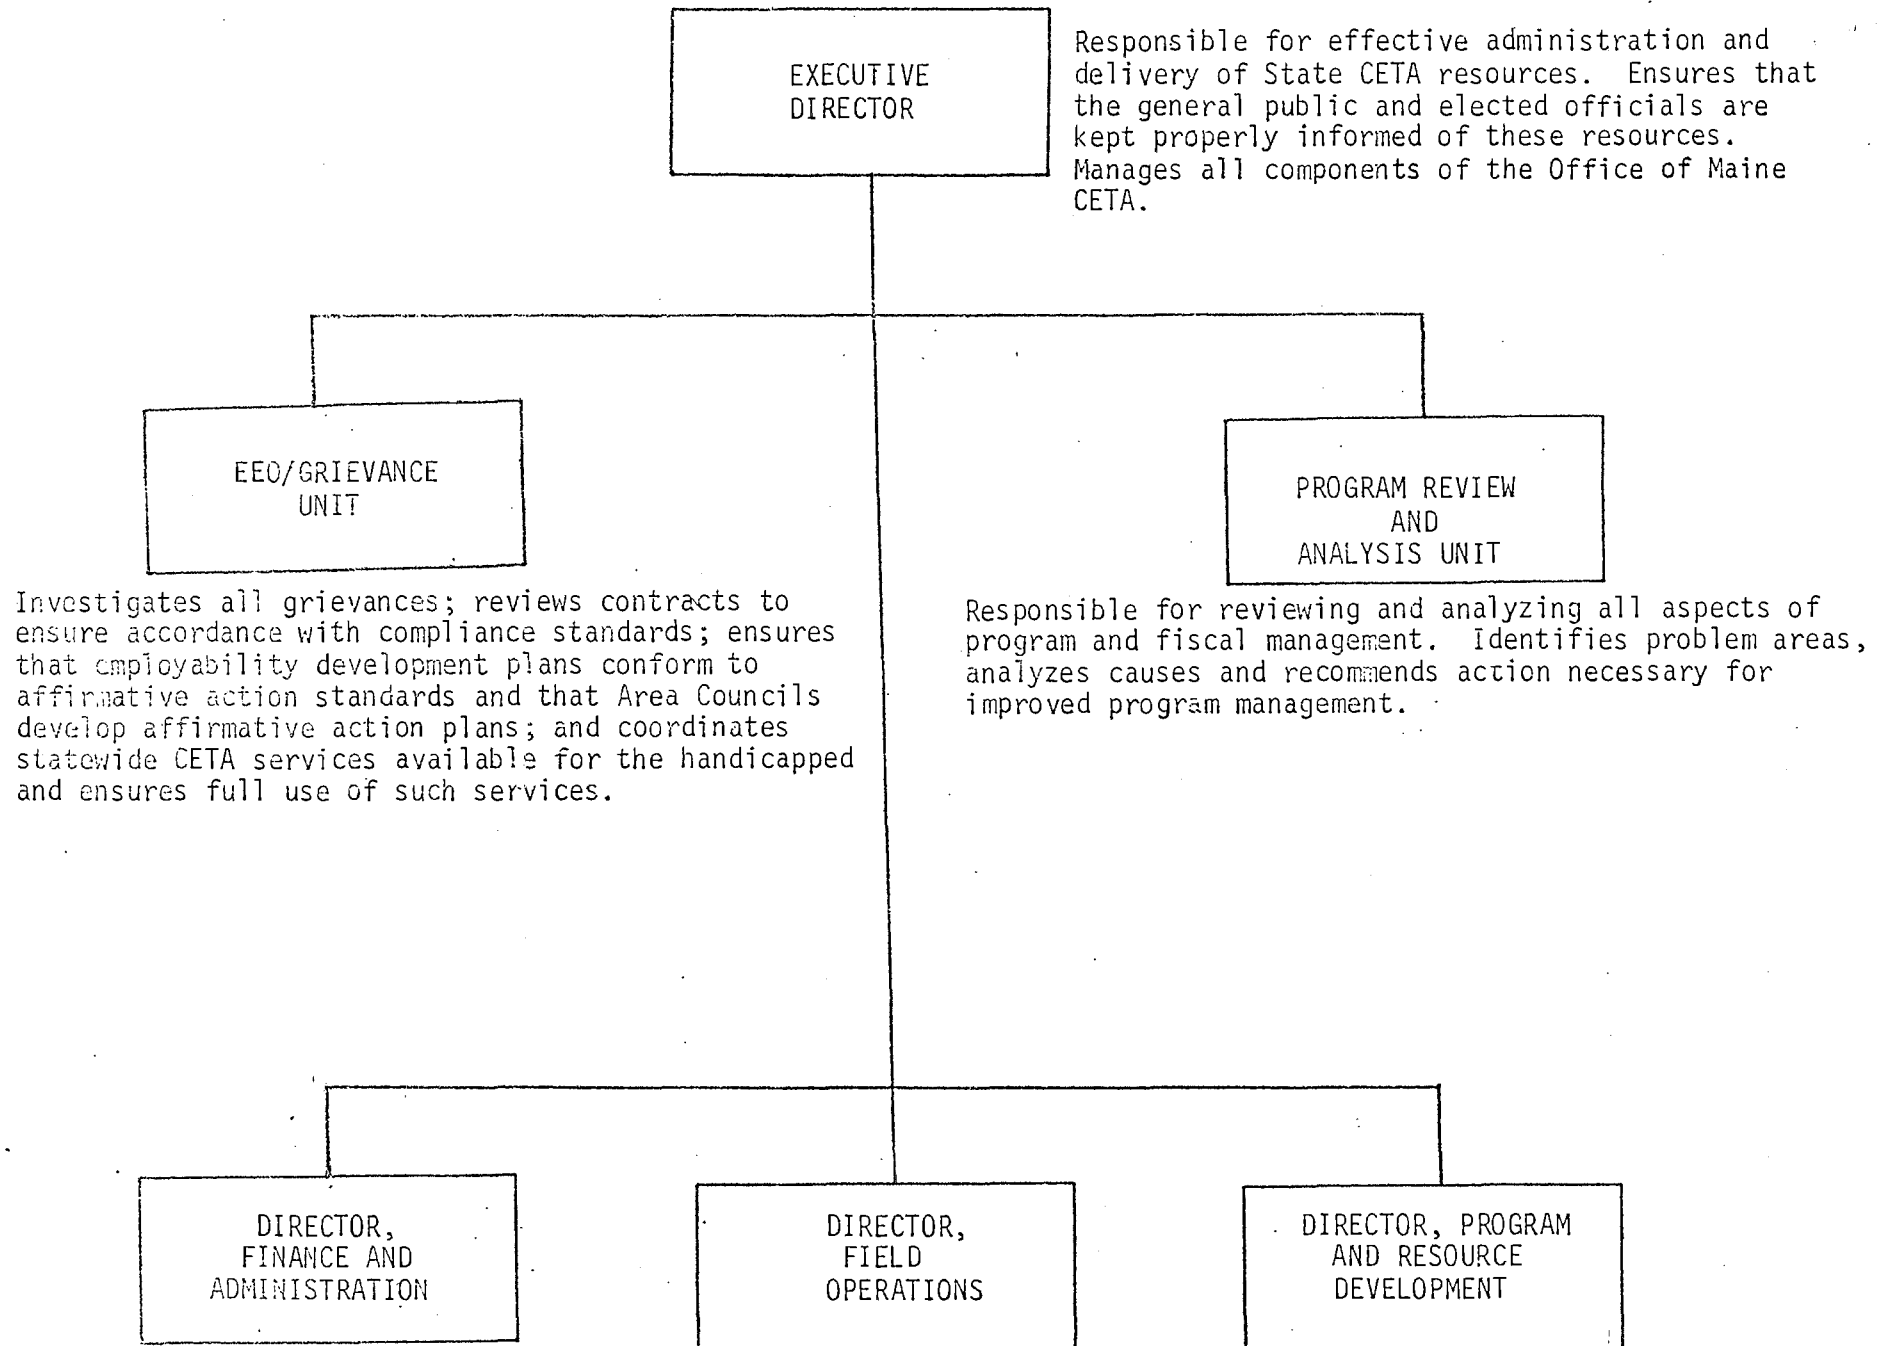 EXECUTIVE
DIRECTOR
Responsible for effective administration and
delivery of State CETA resources.  Ensures that
the general public and elected officials are
kept properly informed of these resources.
Manages all components of the Office of Maine
CETA.
EEO/GRIEVANCE
UNIT
Investigates all grievances; reviews contracts to
ensure accordance with compliance standards; ensures
that employability development plans conform to
affirmative action standards and that Area Councils
develop affirmative action plans; and coordinates
statewide CETA services available for the handicapped
and ensures full use of such services.
PROGRAM REVIEW
AND
ANALYSIS UNIT
Responsible for reviewing and analyzing all aspects of
program and fiscal management.  Identifies problem areas,
analyzes causes and recommends action necessary for
improved program management.
DIRECTOR,
FINANCE AND
ADMINISTRATION
DIRECTOR,
FIELD
OPERATIONS
DIRECTOR, PROGRAM
AND RESOURCE
DEVELOPMENT